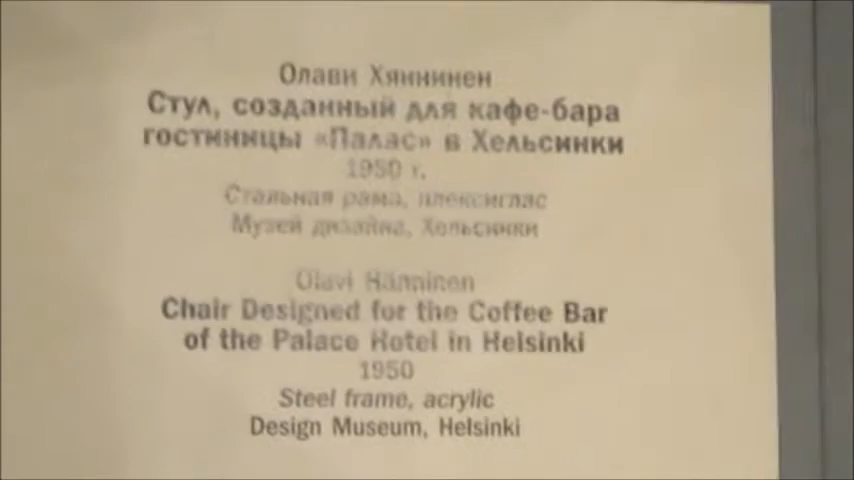 Олави Хяннинен
Стул, созданный для кафе-бара
гостиницы «Палас» в Хельсинки
1950 г.
Стальная рама, плексиглас
Музей дизайна, Хельсинки
Olavi Hänninen
Chair Designed for the Coffee Bar
of the Palace Hotel in Helsinki
1950
Steel frame, acrylic
Design Museum, Helsinki